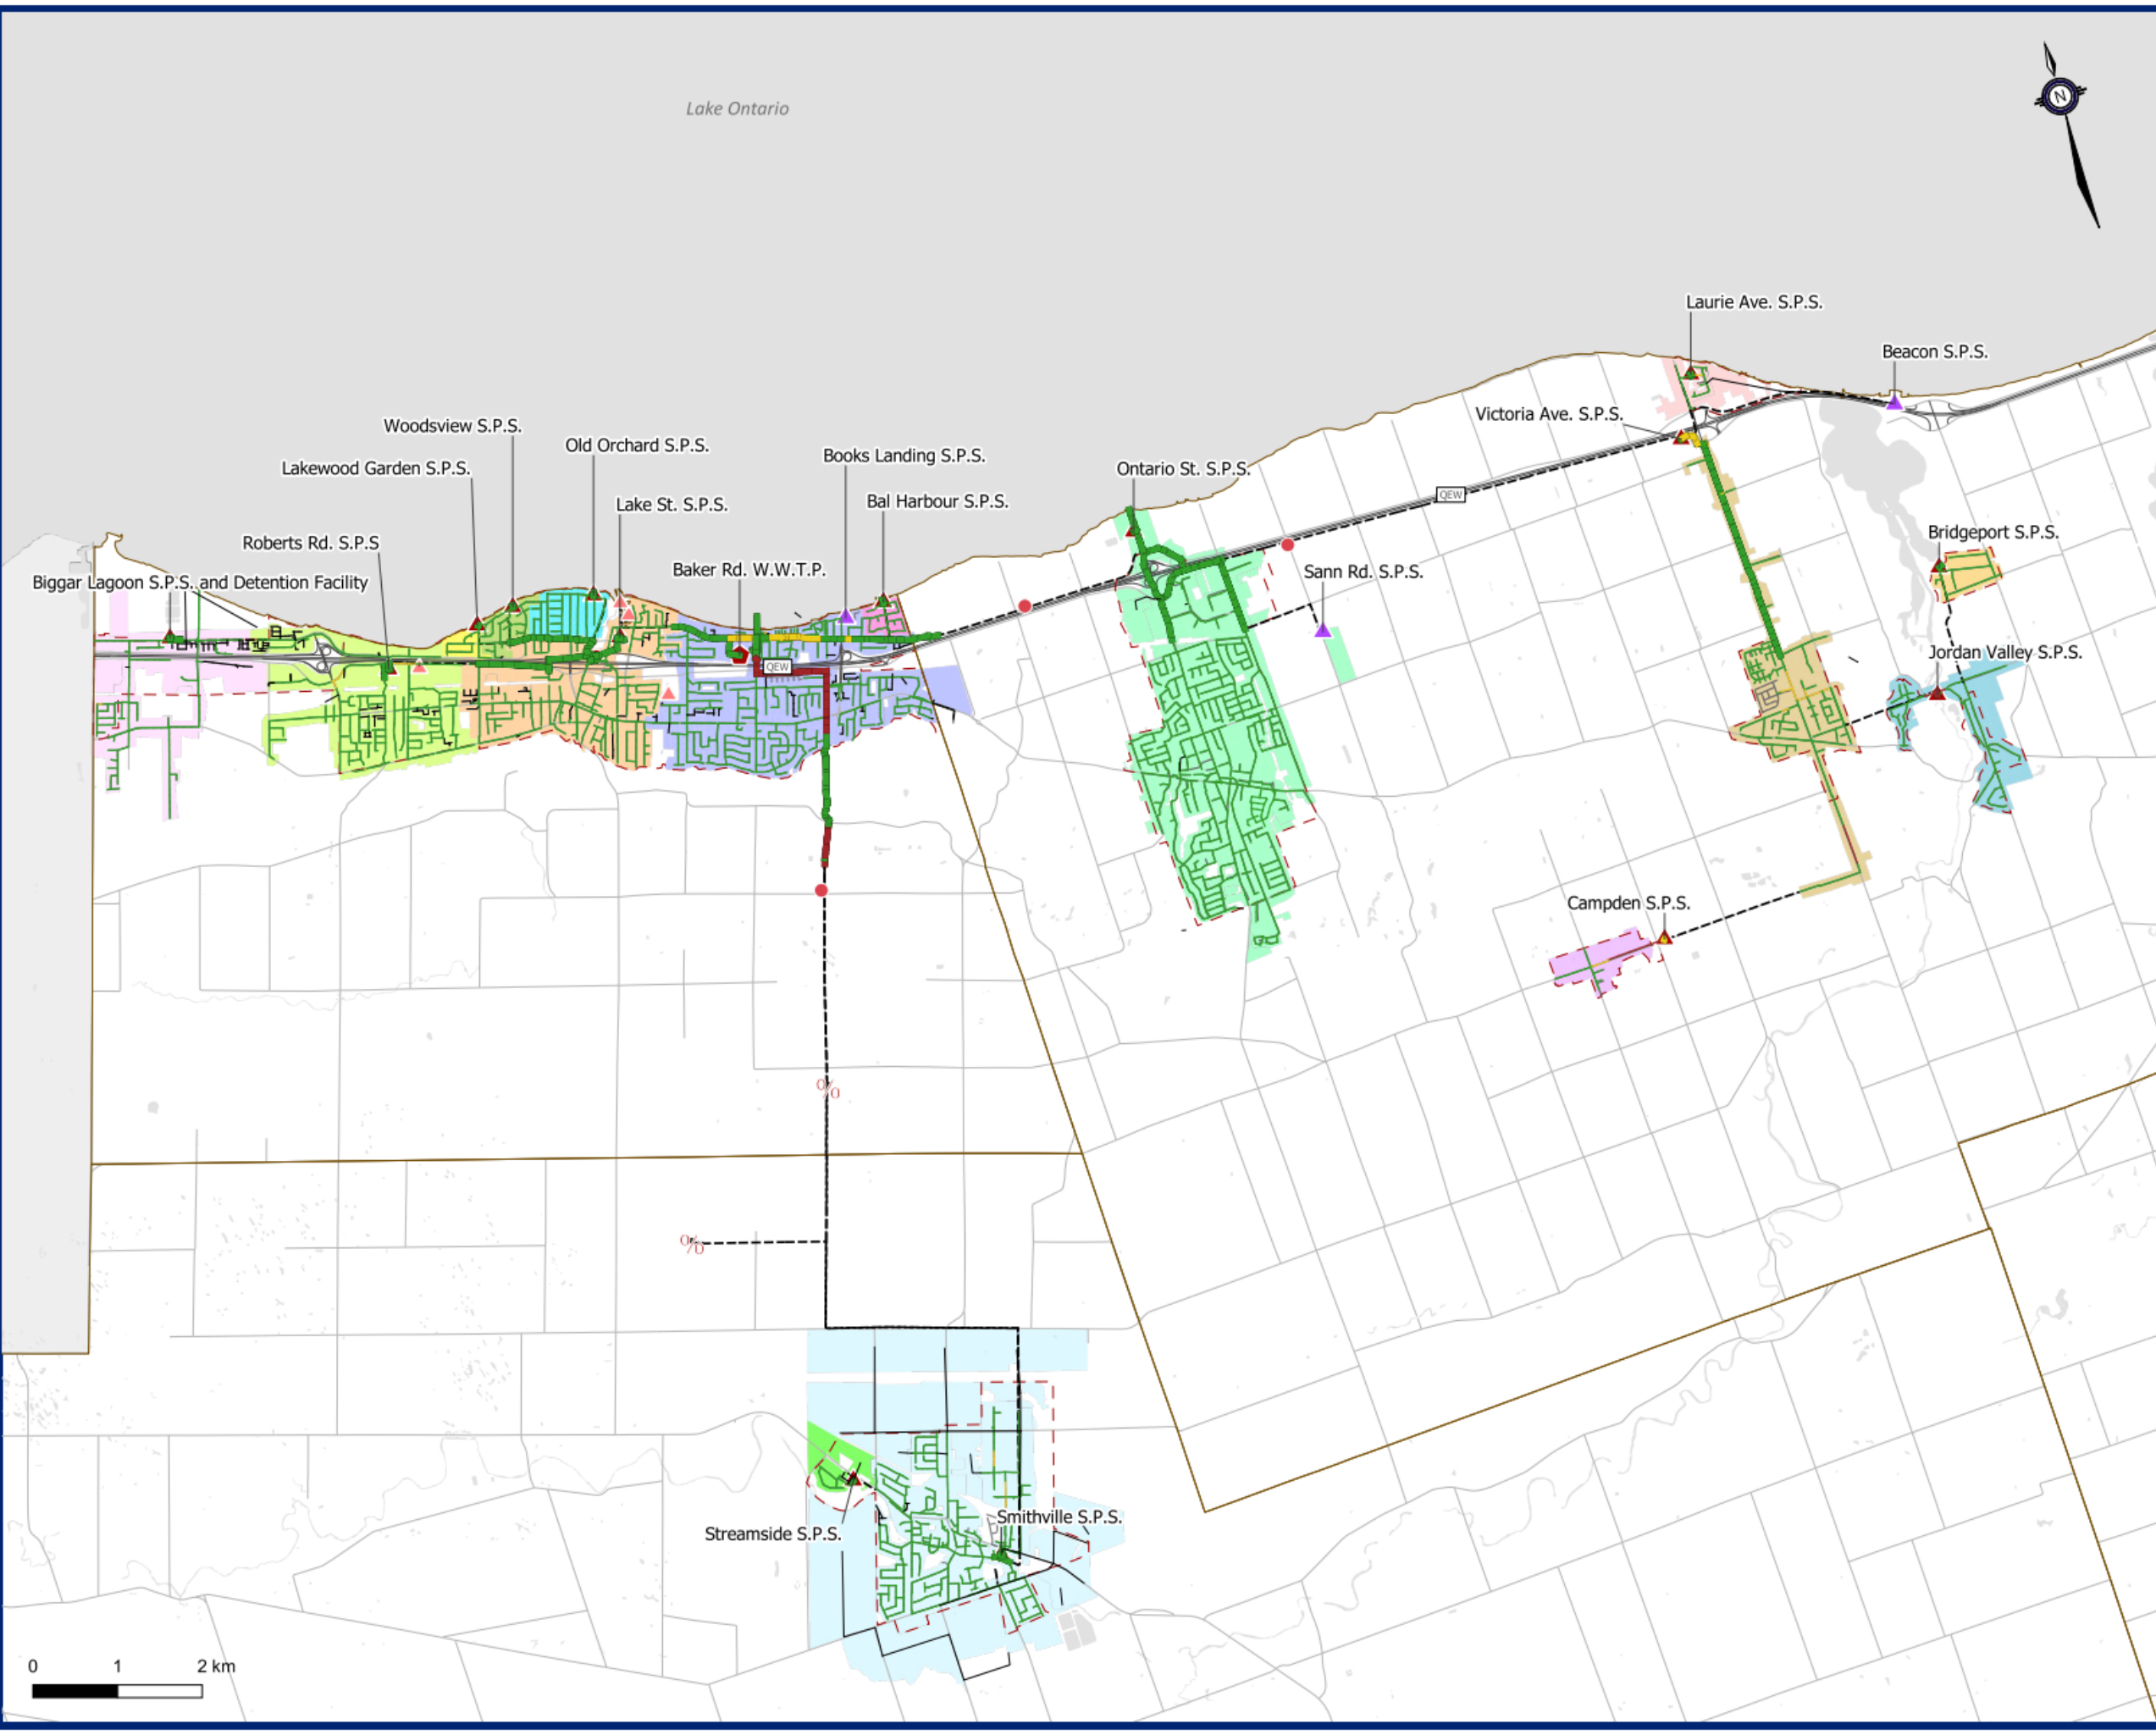 Lake Ontario
N
Laurie Ave. S.P.S.
Beacon S.P.S.
Victoria Ave. S.P.S.
Woodsview S.P.S.
Old Orchard S.P.S.
Books Landing S.P.S.
Lakewood Garden S.P.S.
Ontario St. S.P.S.
QEW
Lake St. S.P.S.
Bal Harbour S.P.S.
Bridgeport S.P.S.
Roberts Rd. S.P.S
Baker Rd. W.W.T.P.
Sann Rd. S.P.S.
Biggar Lagoon S.P.S. and Detention Facility
Jordan Valley S.P.S.
QEW
Campden S.P.S.
%
%
Smithville S.P.S.
Streamside S.P.S.
0 1 2 km